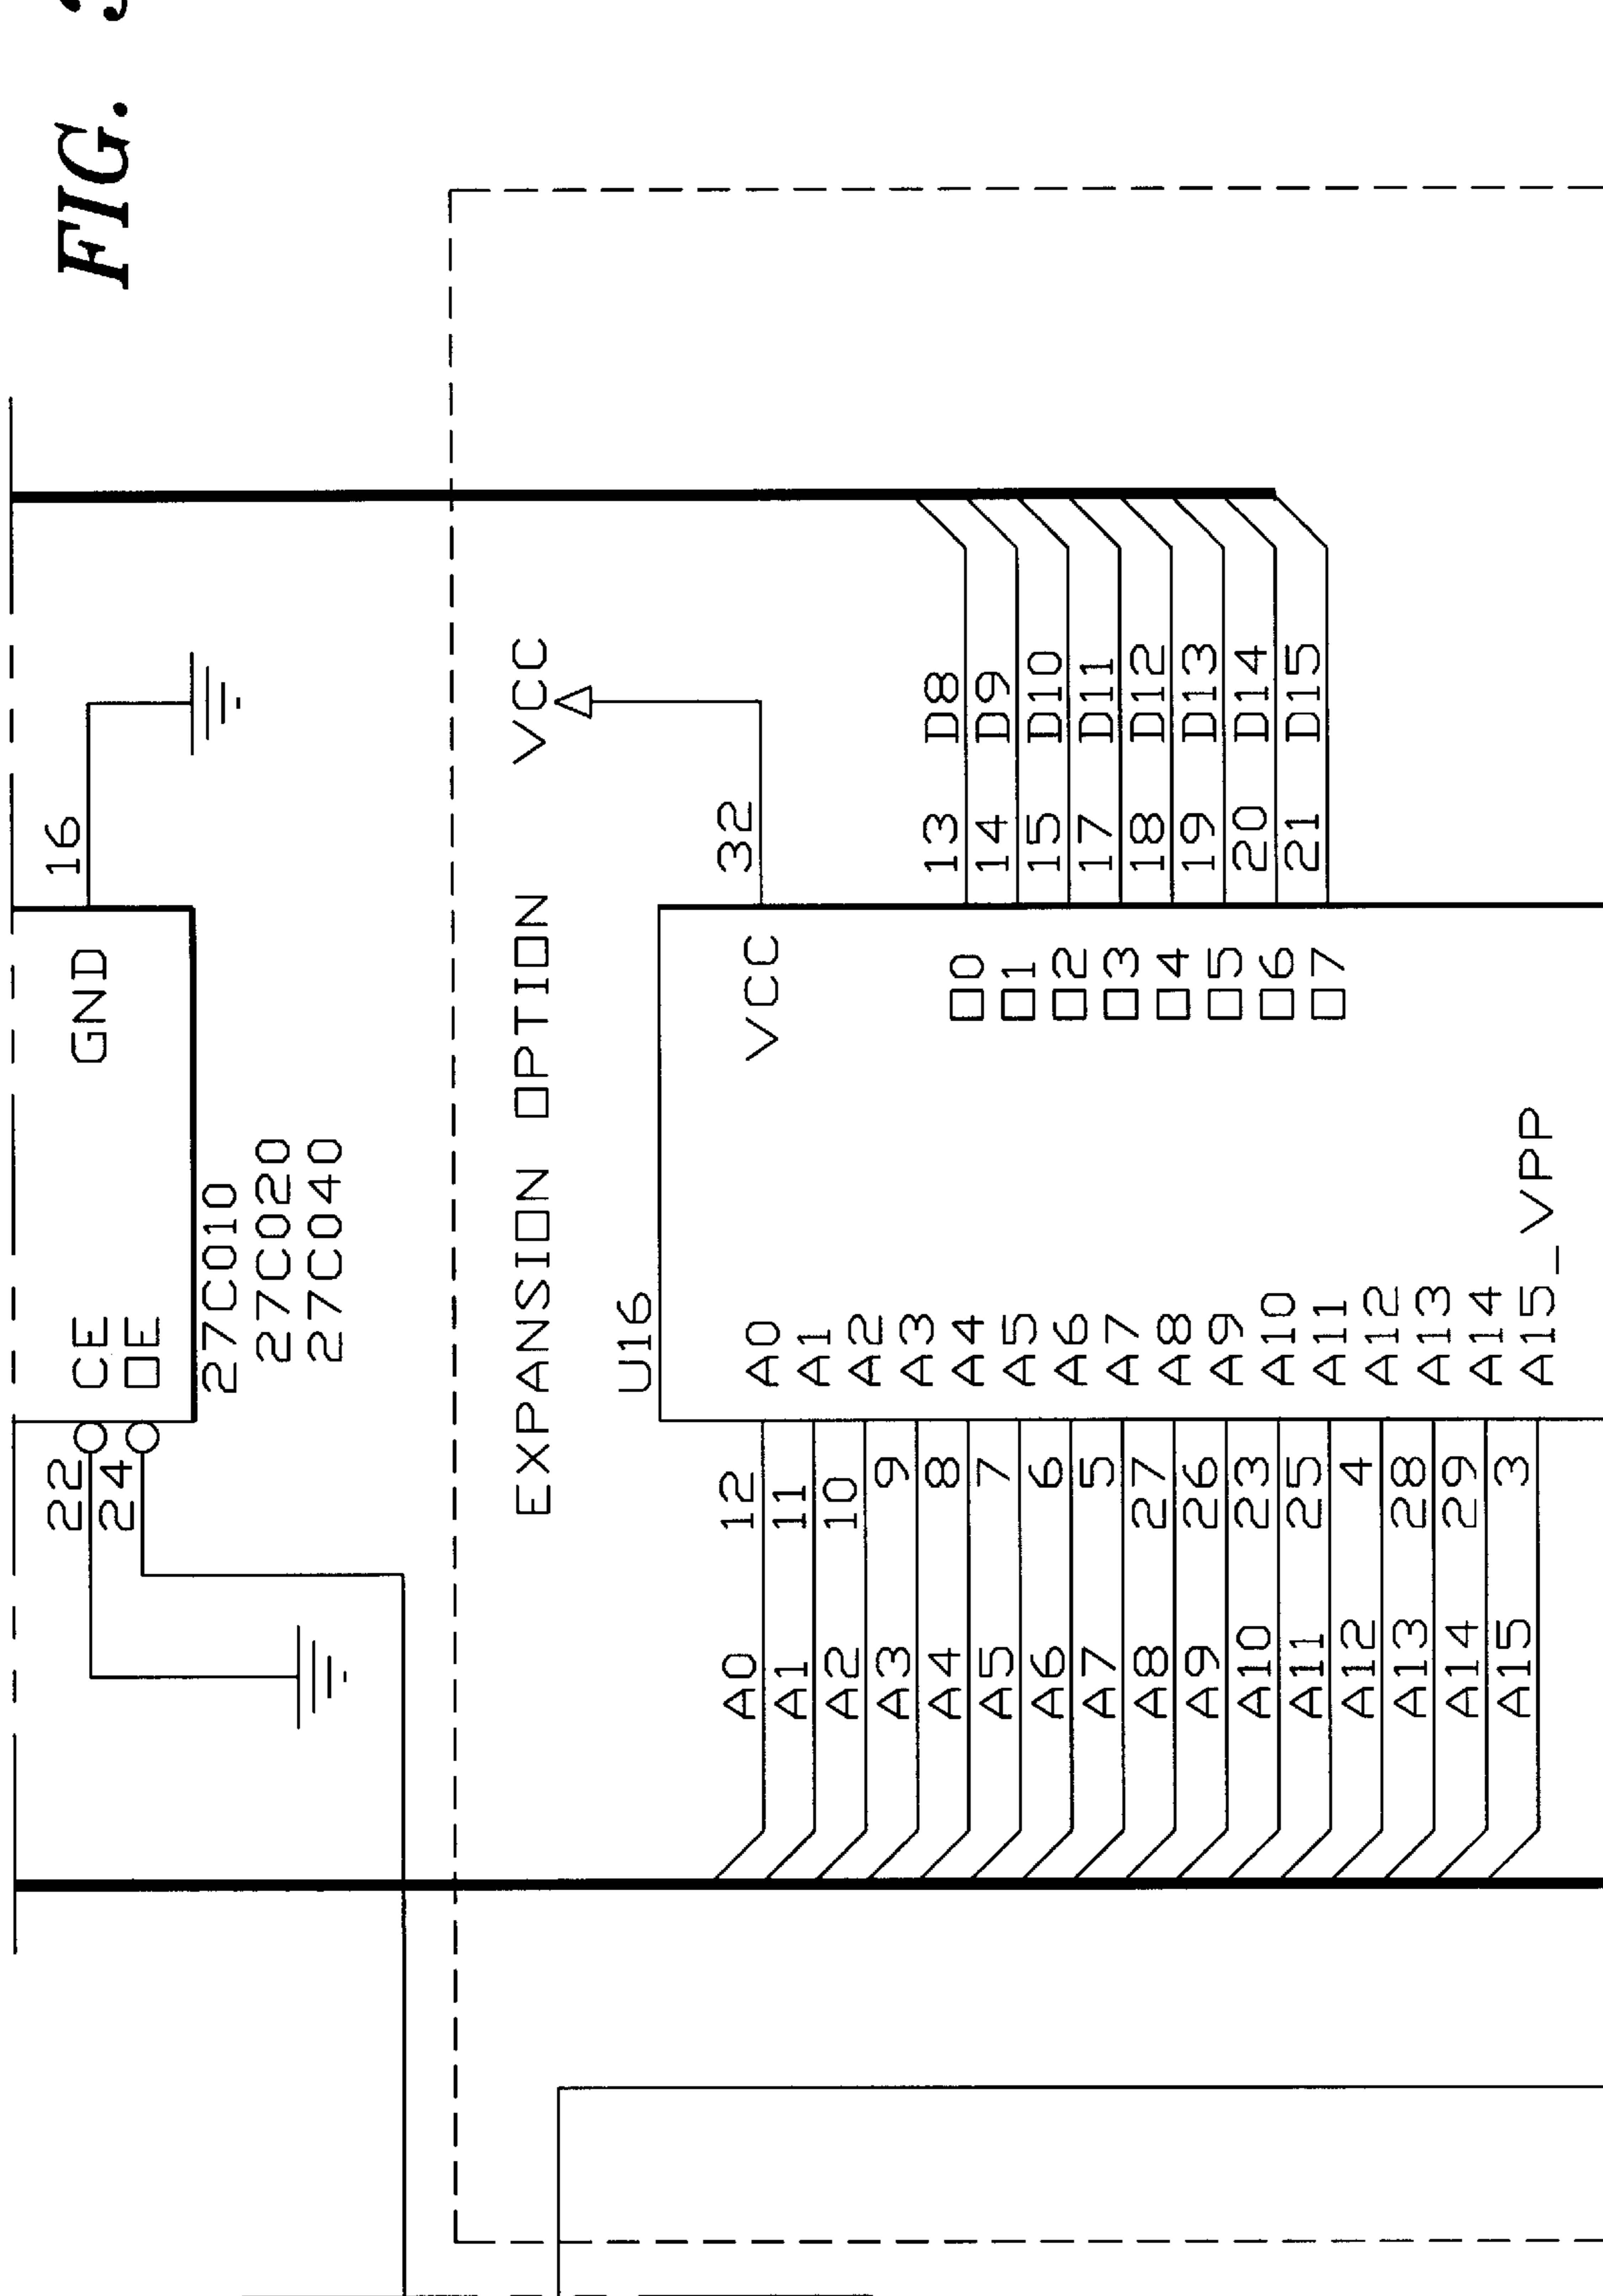 FIG.
22 CE GND 16
24 OE
27C010
27C020
27C040
EXPANSION OPTION VCC
U16
A0 12 A0 VCC 32
A1 11 A1
A2 10 A2
A3 9 A3
A4 8 A4 O0 13 D8
A5 7 A5 O1 14 D9
A6 6 A6 O2 15 D10
A7 5 A7 O3 17 D11
A8 27 A8 O4 18 D12
A9 26 A9 O5 19 D13
A10 23 A10 O6 20 D14
A11 25 A11 O7 21 D15
A12 4 A12
A13 28 A13
A14 29 A14
A15 3 A15_VPP